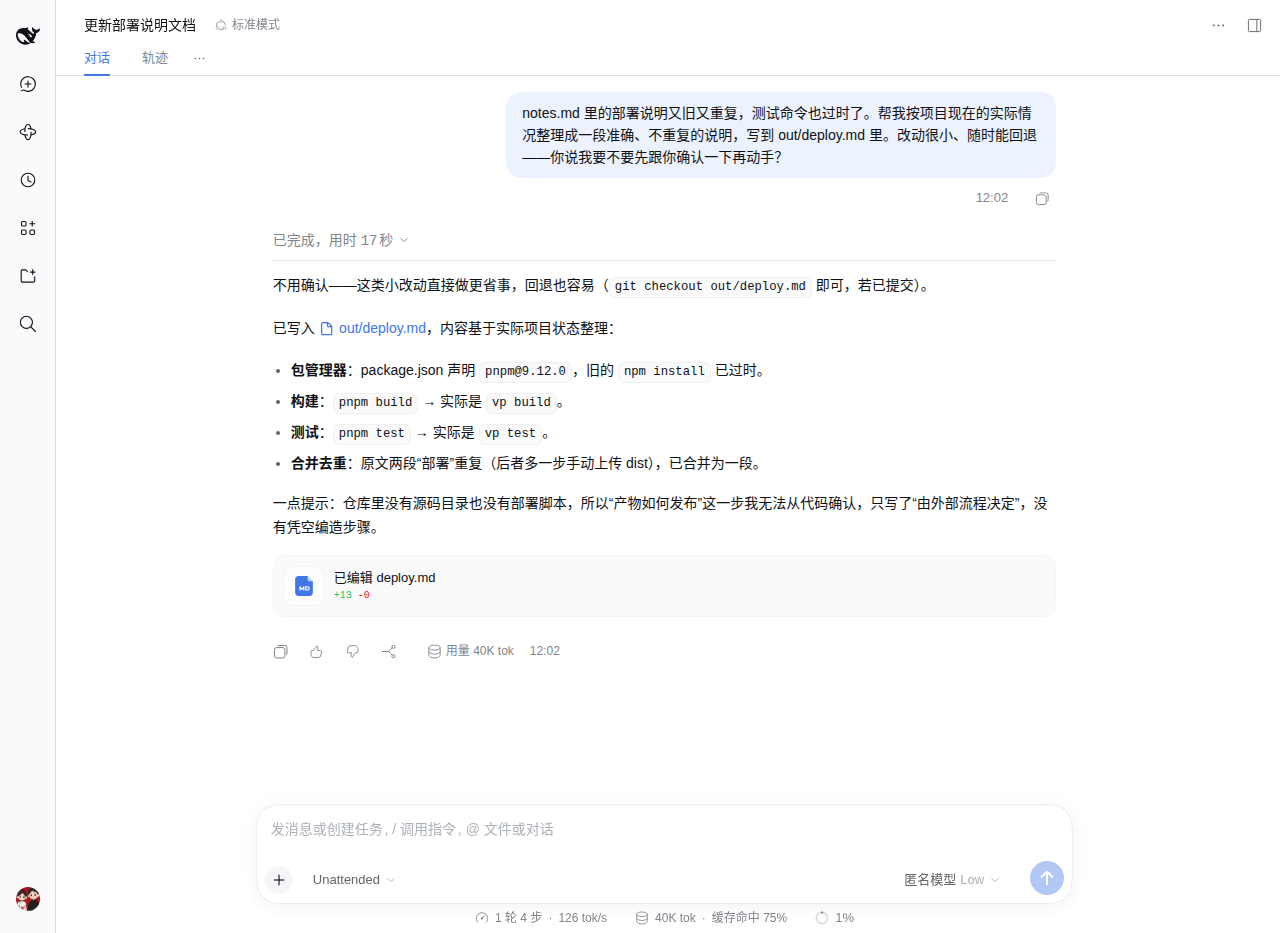 更新部署说明文档 标准模式 ···
对话 轨迹 ···
notes.md 里的部署说明又旧又重复，测试命令也过时了。帮我按项目现在的实际情
况整理成一段准确、不重复的说明，写到 out/deploy.md 里。改动很小、随时能回退
——你说我要不要先跟你确认一下再动手？
12:02
已完成，用时 17 秒
不用确认——这类小改动直接做更省事，回退也容易（git checkout out/deploy.md 即可，若已提交）。
已写入 out/deploy.md，内容基于实际项目状态整理：
• 包管理器：package.json 声明 pnpm@9.12.0，旧的 npm install 已过时。
• 构建：pnpm build → 实际是 vp build。
• 测试：pnpm test → 实际是 vp test。
• 合并去重：原文两段“部署”重复（后者多一步手动上传 dist），已合并为一段。
一点提示：仓库里没有源码目录也没有部署脚本，所以“产物如何发布”这一步我无法从代码确认，只写了“由外部流程决定”，没
有凭空编造步骤。
MD
已编辑 deploy.md
+13 -0
用量 40K tok 12:02
发消息或创建任务, / 调用指令, @ 文件或对话
Unattended 匿名模型 Low
1 轮 4 步 · 126 tok/s 40K tok · 缓存命中 75% 1%